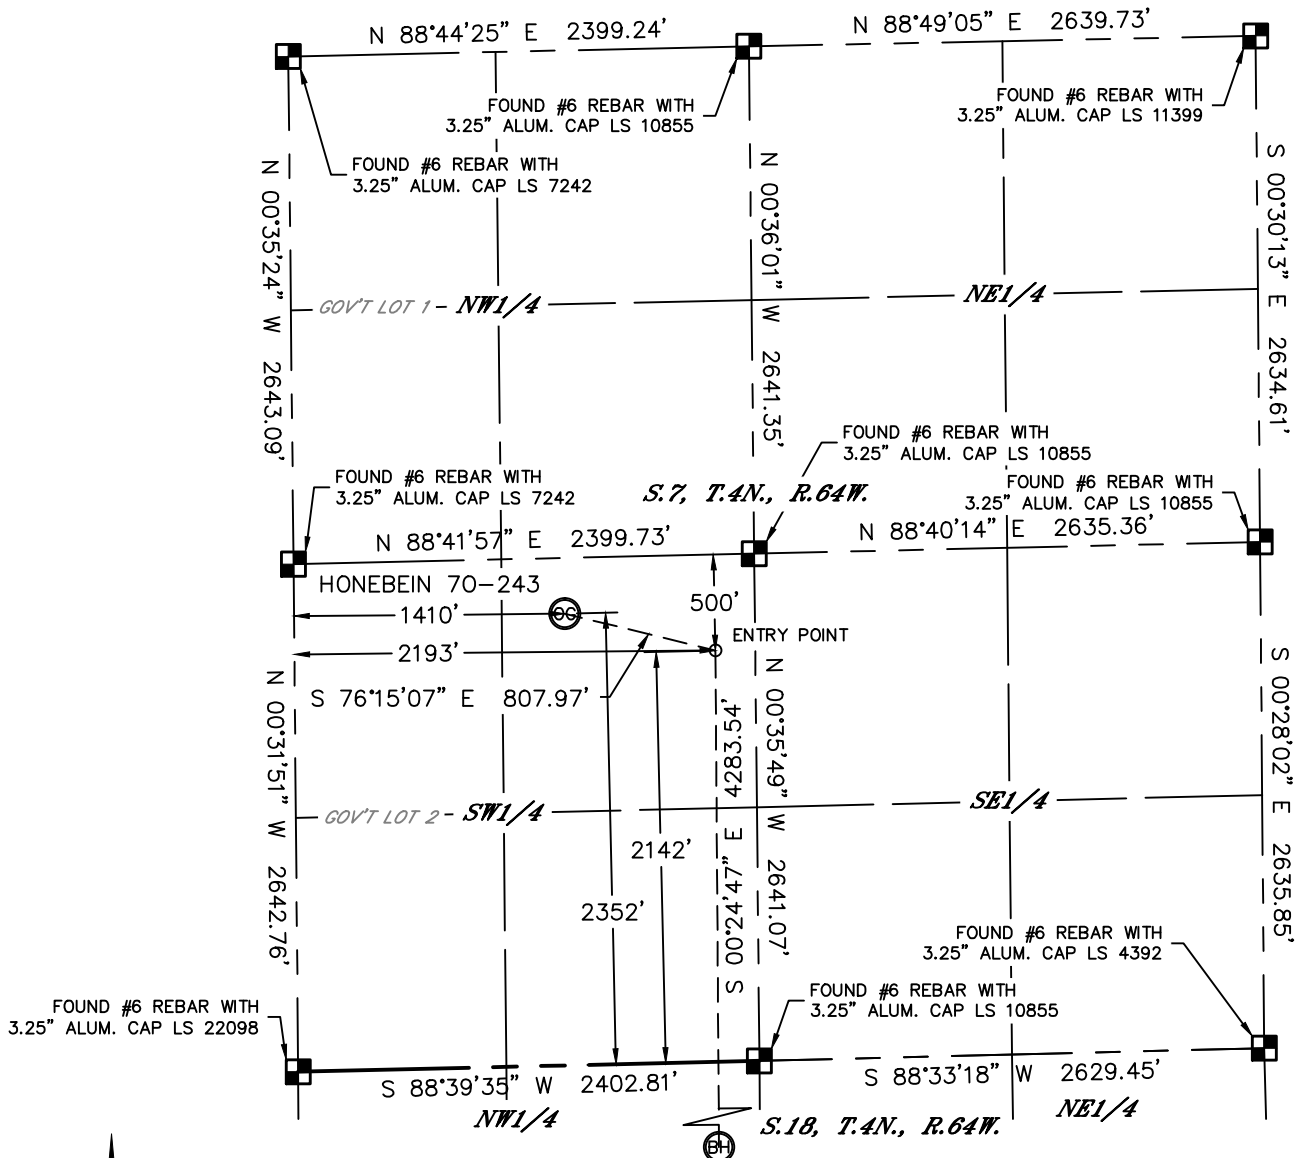 N 88°44'25" E 2399.24'
N 88°49'05" E 2639.73'
FOUND #6 REBAR WITH
3.25" ALUM. CAP LS 10855
FOUND #6 REBAR WITH
3.25" ALUM. CAP LS 11399
FOUND #6 REBAR WITH
3.25" ALUM. CAP LS 7242
N 00°35'24" W 2643.09'
N 00°36'01" W 2641.35'
S 00°30'13" E 2634.61'
GOV'T LOT 1
NW1/4
NE1/4
FOUND #6 REBAR WITH
3.25" ALUM. CAP LS 10855
FOUND #6 REBAR WITH
3.25" ALUM. CAP LS 7242
S.7, T.4N., R.64W.
FOUND #6 REBAR WITH
3.25" ALUM. CAP LS 10855
N 88°41'57" E 2399.73'
N 88°40'14" E 2635.36'
HONEBEIN 70-243
OG
1410'
500'
ENTRY POINT
2193'
S 76°15'07" E 807.97'
N 00°31'51" W 2642.76'
S 00°24'47" E 4283.54'
N 00°35'49" W 2641.07'
S 00°28'02" E 2635.85'
GOV'T LOT 2
SW1/4
SE1/4
2142'
2352'
FOUND #6 REBAR WITH
3.25" ALUM. CAP LS 4392
FOUND #6 REBAR WITH
3.25" ALUM. CAP LS 22098
FOUND #6 REBAR WITH
3.25" ALUM. CAP LS 10855
S 88°39'35" W 2402.81'
S 88°33'18" W 2629.45'
NW1/4
NE1/4
S.18, T.4N., R.64W.
BH